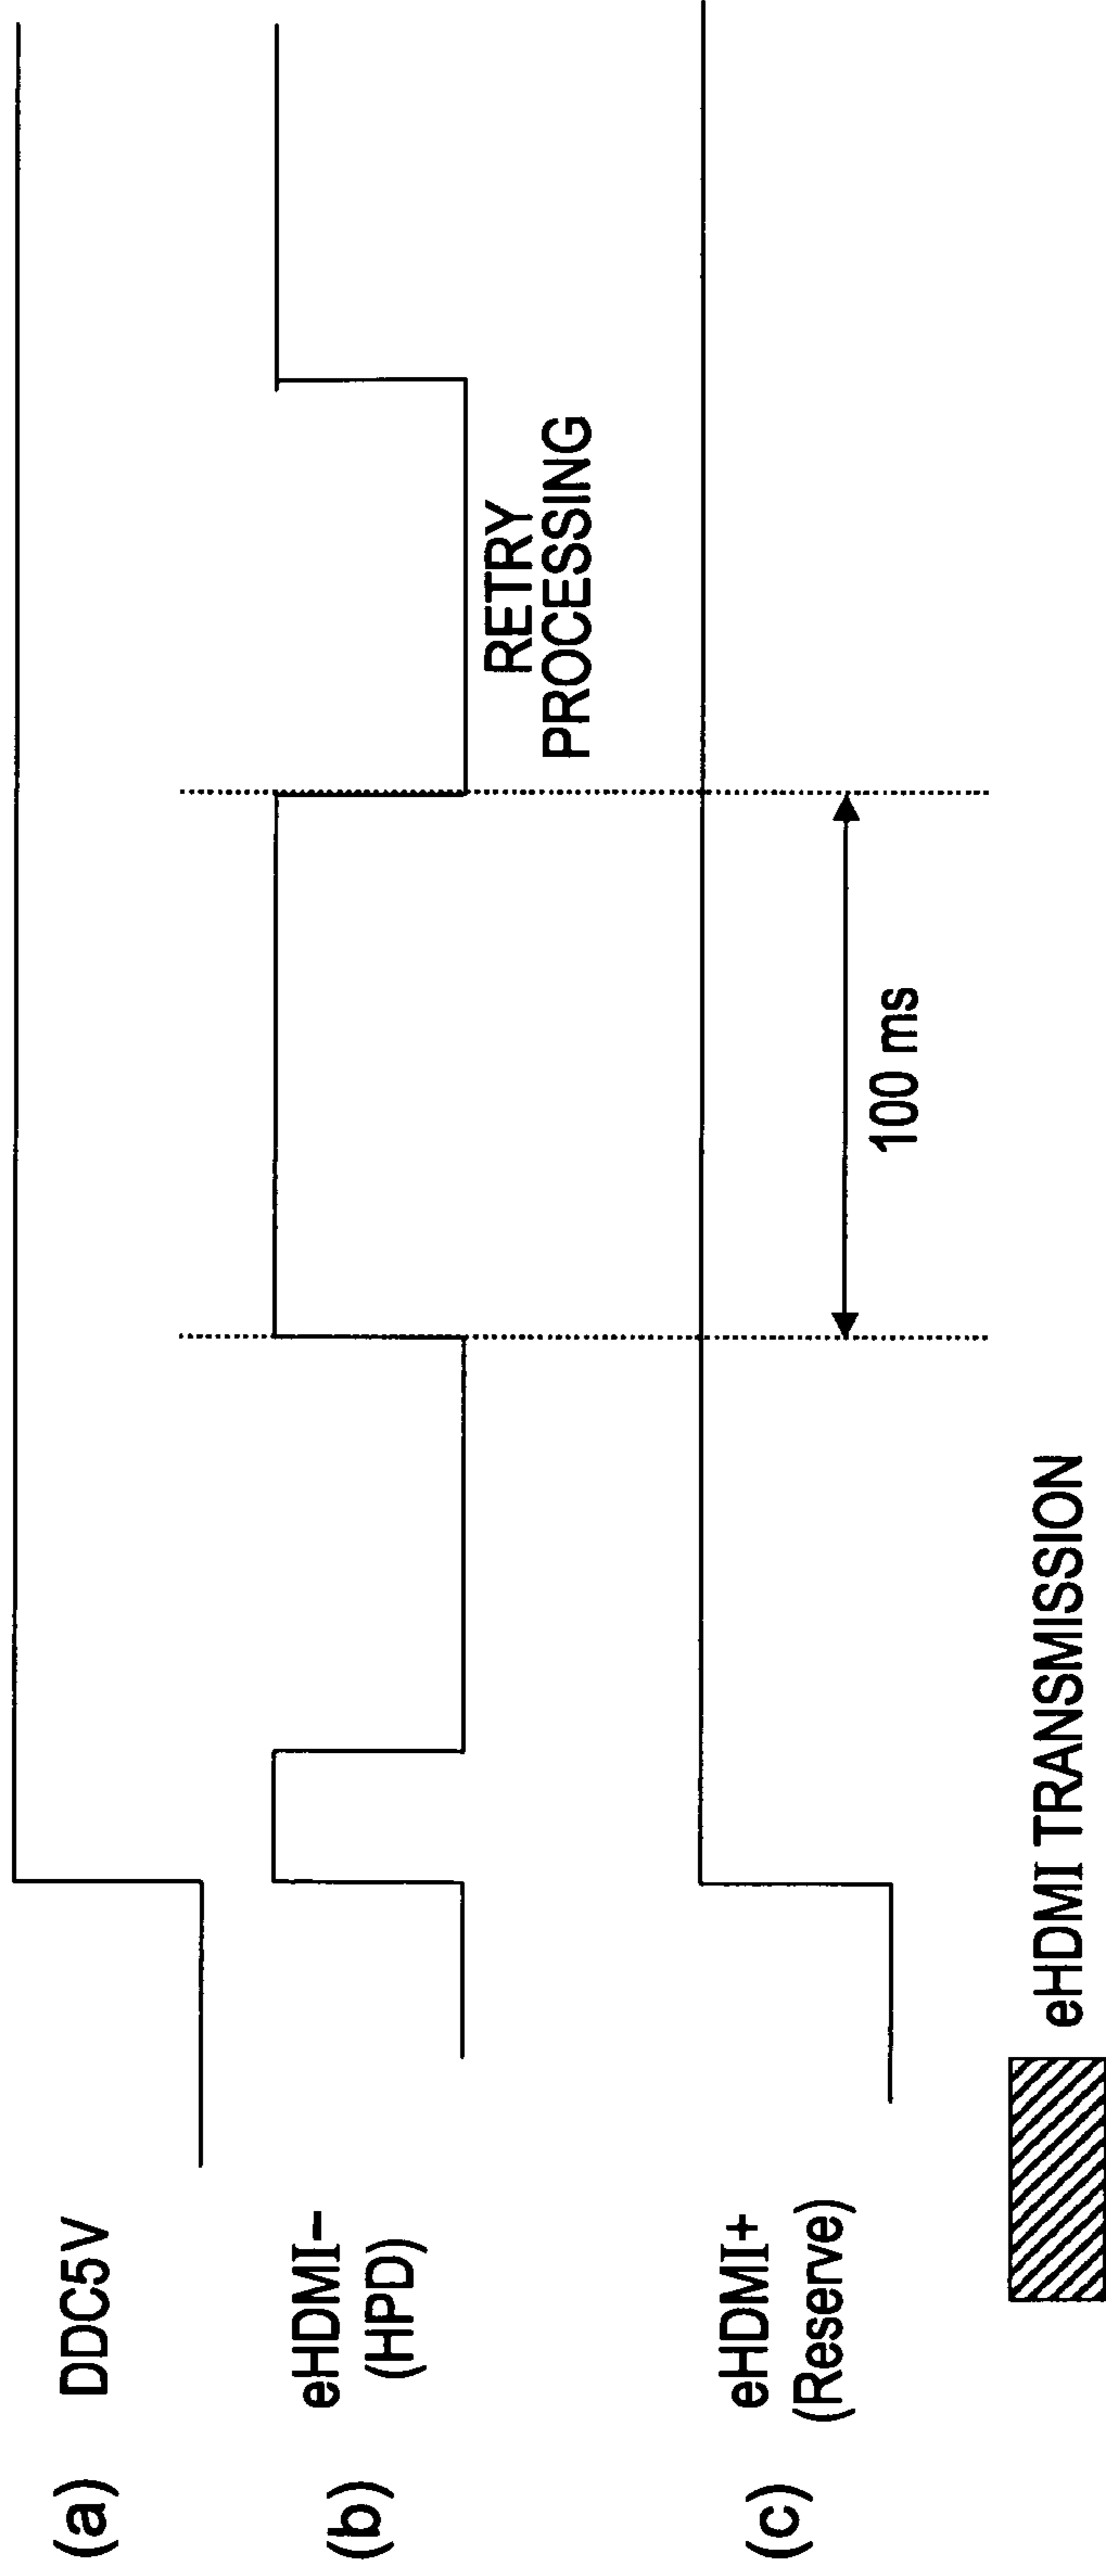 (a) DDC5V
(b) eHDMI−
(HPD)
RETRY
PROCESSING
(c) eHDMI+
(Reserve)
100 ms
eHDMI TRANSMISSION